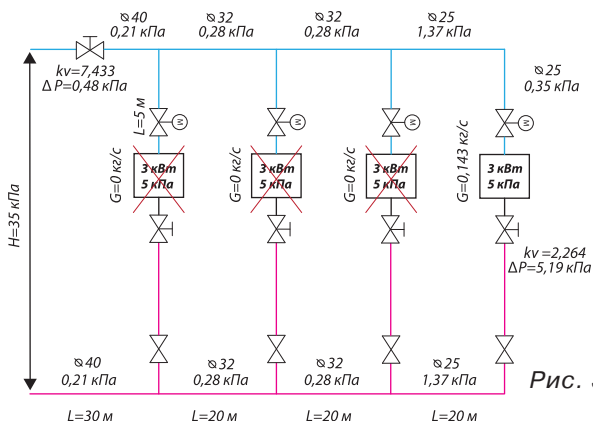 ⌀40
0,21 кПа
⌀32
0,28 кПа
⌀32
0,28 кПа
⌀25
1,37 кПа
kv=7,433
ΔP=0,48 кПа
⌀25
0,35 кПа
L=5 м
M
M
M
M
G=0 кг/с
3 кВт
5 кПа
G=0 кг/с
3 кВт
5 кПа
G=0 кг/с
3 кВт
5 кПа
G=0,143 кг/с
3 кВт
5 кПа
H=35 кПа
kv=2,264
ΔP=5,19 кПа
⌀40
0,21 кПа
⌀32
0,28 кПа
⌀32
0,28 кПа
⌀25
1,37 кПа
Рис.
L=30 м
L=20 м
L=20 м
L=20 м